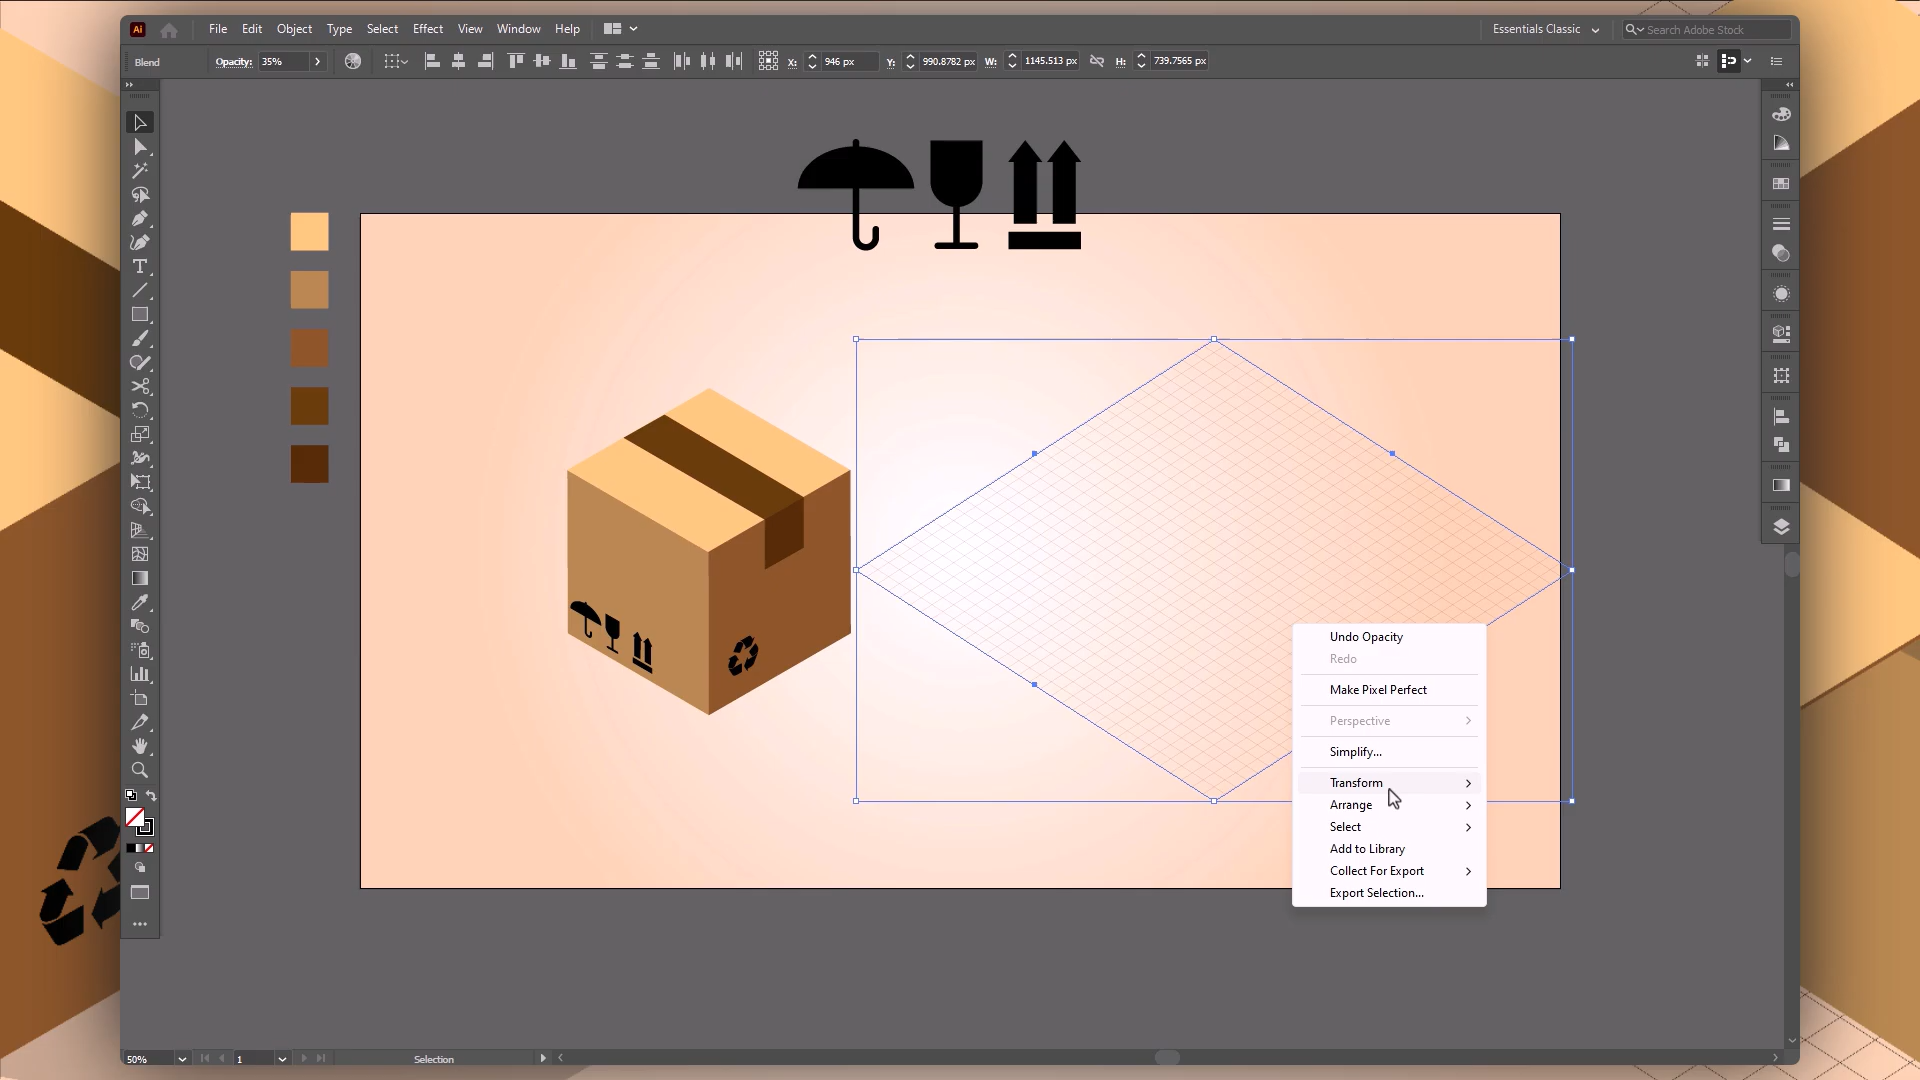 Ai
File Edit Object Type Select Effect View Window Help
Essentials Classic
Search Adobe Stock
Blend
Opacity: 35%
X: 946 px
Y: 990.8782 px
W: 1145.513 px
H: 739.7565 px
T
Undo Opacity
Redo
Make Pixel Perfect
Perspective
Simplify...
Transform
Arrange
Select
Add to Library
Collect For Export
Export Selection...
50%
1
Selection